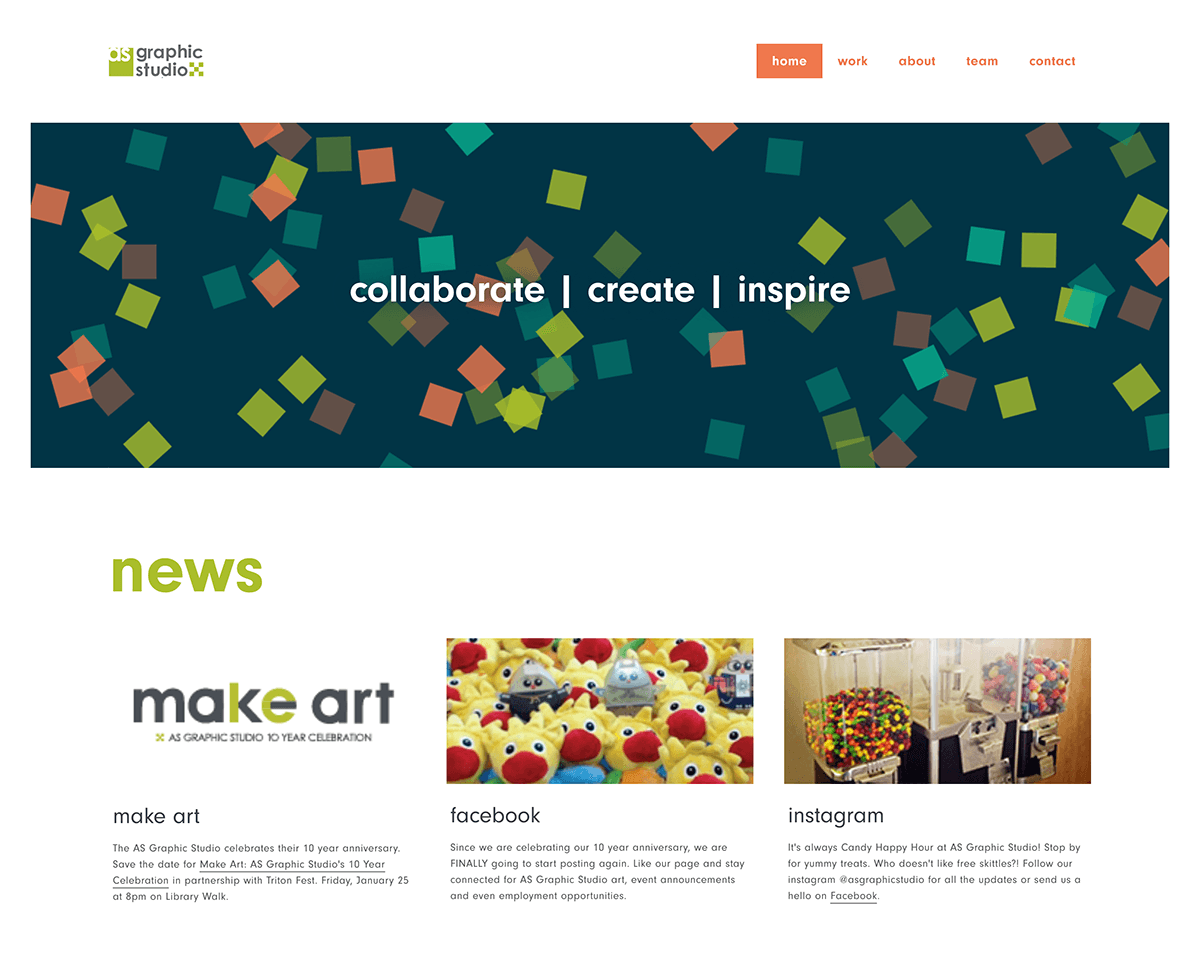 as graphic
studio
home work about team contact
collaborate | create | inspire
news
make art
AS GRAPHIC STUDIO 10 YEAR CELEBRATION
make art
The AS Graphic Studio celebrates their 10 year anniversary.
Save the date for Make Art: AS Graphic Studio's 10 Year
Celebration in partnership with Triton Fest. Friday, January 25
at 8pm on Library Walk.
facebook
Since we are celebrating our 10 year anniversary, we are
FINALLY going to start posting again. Like our page and stay
connected for AS Graphic Studio art, event announcements
and even employment opportunities.
instagram
It's always Candy Happy Hour at AS Graphic Studio! Stop by
for yummy treats. Who doesn't like free skittles?! Follow our
instagram @asgraphicstudio for all the updates or send us a
hello on Facebook.